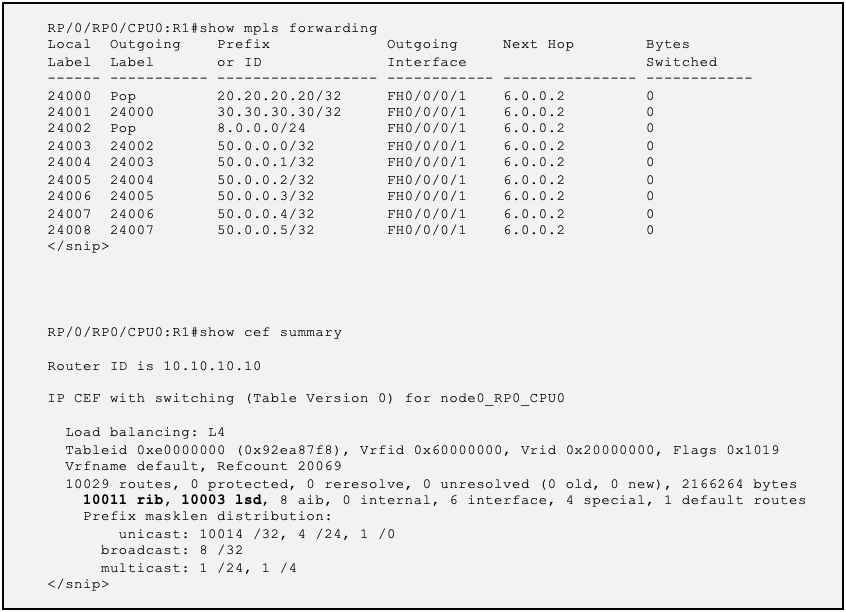 RP/0/RP0/CPU0:R1#show mpls forwarding
Local  Outgoing    Prefix             Outgoing     Next Hop        Bytes
Label  Label       or ID              Interface                    Switched
------ ----------- ------------------ ------------ --------------- ------------
24000  Pop         20.20.20.20/32     FH0/0/0/1    6.0.0.2         0
24001  24000       30.30.30.30/32     FH0/0/0/1    6.0.0.2         0
24002  Pop         8.0.0.0/24         FH0/0/0/1    6.0.0.2         0
24003  24002       50.0.0.0/32        FH0/0/0/1    6.0.0.2         0
24004  24003       50.0.0.1/32        FH0/0/0/1    6.0.0.2         0
24005  24004       50.0.0.2/32        FH0/0/0/1    6.0.0.2         0
24006  24005       50.0.0.3/32        FH0/0/0/1    6.0.0.2         0
24007  24006       50.0.0.4/32        FH0/0/0/1    6.0.0.2         0
24008  24007       50.0.0.5/32        FH0/0/0/1    6.0.0.2         0
</snip>
RP/0/RP0/CPU0:R1#show cef summary
Router ID is 10.10.10.10
IP CEF with switching (Table Version 0) for node0_RP0_CPU0
Load balancing: L4
Tableid 0xe0000000 (0x92ea87f8), Vrfid 0x60000000, Vrid 0x20000000, Flags 0x1019
Vrfname default, Refcount 20069
10029 routes, 0 protected, 0 reresolve, 0 unresolved (0 old, 0 new), 2166264 bytes
10011 rib, 10003 lsd, 8 aib, 0 internal, 6 interface, 4 special, 1 default routes
Prefix masklen distribution:
unicast: 10014 /32, 4 /24, 1 /0
broadcast: 8 /32
multicast: 1 /24, 1 /4
</snip>